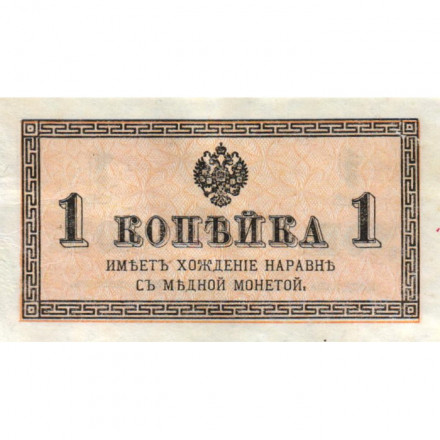 1 КОПѢЙКА 1
ИМѢЕТЪ ХОЖДЕНІЕ НАРАВНѢ
СЪ МѢДНОЙ МОНЕТОЙ.